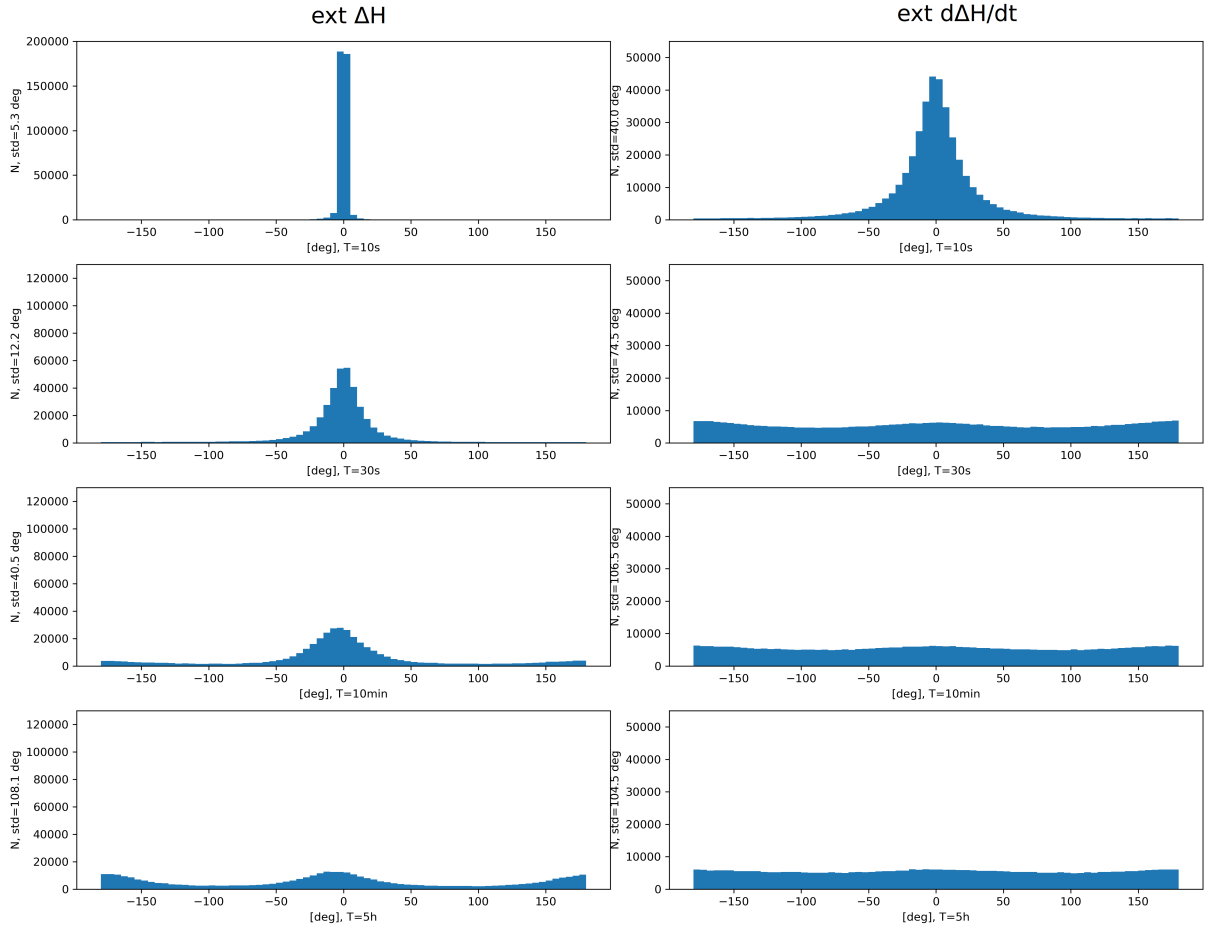 ext ΔH
ext dΔH/dt
200000
150000
100000
50000
0
N, std=5.3 deg
−150 −100 −50 0 50 100 150
[deg], T=10s
50000
40000
30000
20000
10000
0
N, std=40.0 deg
−150 −100 −50 0 50 100 150
[deg], T=10s
120000
100000
80000
60000
40000
20000
0
N, std=12.2 deg
−150 −100 −50 0 50 100 150
[deg], T=30s
50000
40000
30000
20000
10000
0
N, std=74.5 deg
−150 −100 −50 0 50 100 150
[deg], T=30s
120000
100000
80000
60000
40000
20000
0
N, std=40.5 deg
−150 −100 −50 0 50 100 150
[deg], T=10min
50000
40000
30000
20000
10000
0
N, std=106.5 deg
−150 −100 −50 0 50 100 150
[deg], T=10min
120000
100000
80000
60000
40000
20000
0
N, std=108.1 deg
−150 −100 −50 0 50 100 150
[deg], T=5h
50000
40000
30000
20000
10000
0
N, std=104.5 deg
−150 −100 −50 0 50 100 150
[deg], T=5h